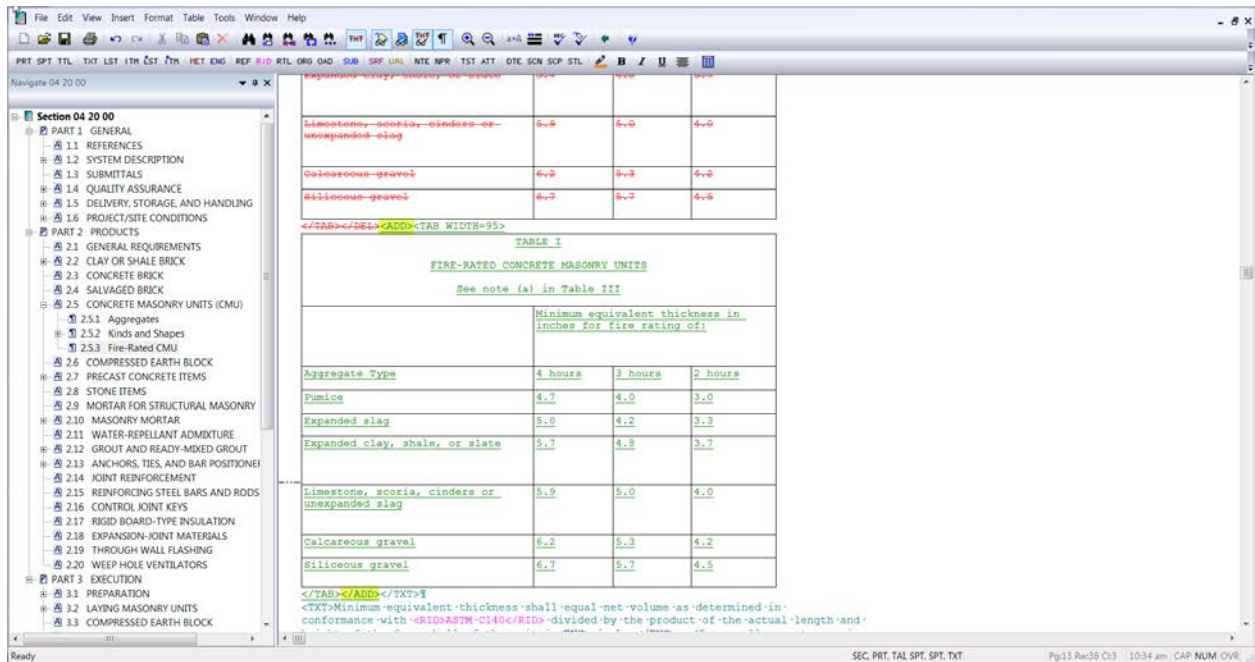 File Edit View Insert Format Table Tools Window Help
PRT SPT TTL TXT LST ITM LST ITM MET ENG REF RID RTL ORG OAD SUB SRF URL NTE NPR TST ATT DTE SCN SCP STL B I U
Navigate 04 20 00
Section 04 20 00
PART 1 GENERAL
1.1 REFERENCES
1.2 SYSTEM DESCRIPTION
1.3 SUBMITTALS
1.4 QUALITY ASSURANCE
1.5 DELIVERY, STORAGE, AND HANDLING
1.6 PROJECT/SITE CONDITIONS
PART 2 PRODUCTS
2.1 GENERAL REQUIREMENTS
2.2 CLAY OR SHALE BRICK
2.3 CONCRETE BRICK
2.4 SALVAGED BRICK
2.5 CONCRETE MASONRY UNITS (CMU)
2.5.1 Aggregates
2.5.2 Kinds and Shapes
2.5.3 Fire-Rated CMU
2.6 COMPRESSED EARTH BLOCK
2.7 PRECAST CONCRETE ITEMS
2.8 STONE ITEMS
2.9 MORTAR FOR STRUCTURAL MASONRY
2.10 MASONRY MORTAR
2.11 WATER-REPELLANT ADMIXTURE
2.12 GROUT AND READY-MIXED GROUT
2.13 ANCHORS, TIES, AND BAR POSITIONEF
2.14 JOINT REINFORCEMENT
2.15 REINFORCING STEEL BARS AND RODS
2.16 CONTROL JOINT KEYS
2.17 RIGID BOARD-TYPE INSULATION
2.18 EXPANSION-JOINT MATERIALS
2.19 THROUGH WALL FLASHING
2.20 WEEP HOLE VENTILATORS
PART 3 EXECUTION
3.1 PREPARATION
3.2 LAYING MASONRY UNITS
3.3 COMPRESSED EARTH BLOCK
Limestone, scoria, cinders or 5.9 5.0 4.0
unexpanded slag
Calcareous gravel 6.2 5.3 4.2
Siliceous gravel 6.7 5.7 4.5
</TAB></DEL><ADD><TAB WIDTH=95>
TABLE I
FIRE-RATED CONCRETE MASONRY UNITS
See note (a) in Table III
Minimum equivalent thickness in
inches for fire rating of:
Aggregate Type 4 hours 3 hours 2 hours
Pumice 4.7 4.0 3.0
Expanded slag 5.0 4.2 3.3
Expanded clay, shale, or slate 5.7 4.8 3.7
Limestone, scoria, cinders or 5.9 5.0 4.0
unexpanded slag
Calcareous gravel 6.2 5.3 4.2
Siliceous gravel 6.7 5.7 4.5
</TAB></ADD></TXT>¶
<TXT>Minimum·equivalent·thickness·shall·equal·net·volume·as·determined·in·
conformance·with·<RID>ASTM·C140</RID>·divided·by·the·product·of·the·actual·length·and·
Ready SEC, PRT, TAI, SPT, SPT, TXT Pg:13 Rw:38 Cl:3 10:34 am CAP NUM OVR